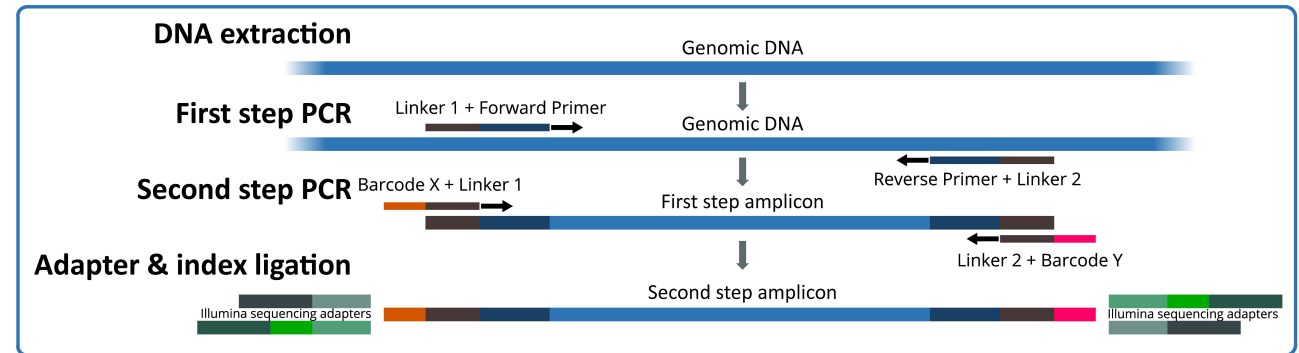 DNA extraction
Genomic DNA
First step PCR
Linker 1 + Forward Primer
Genomic DNA
Reverse Primer + Linker 2
Second step PCR
Barcode X + Linker 1
First step amplicon
Linker 2 + Barcode Y
Adapter & index ligation
Second step amplicon
Illumina sequencing adapters
Illumina sequencing adapters